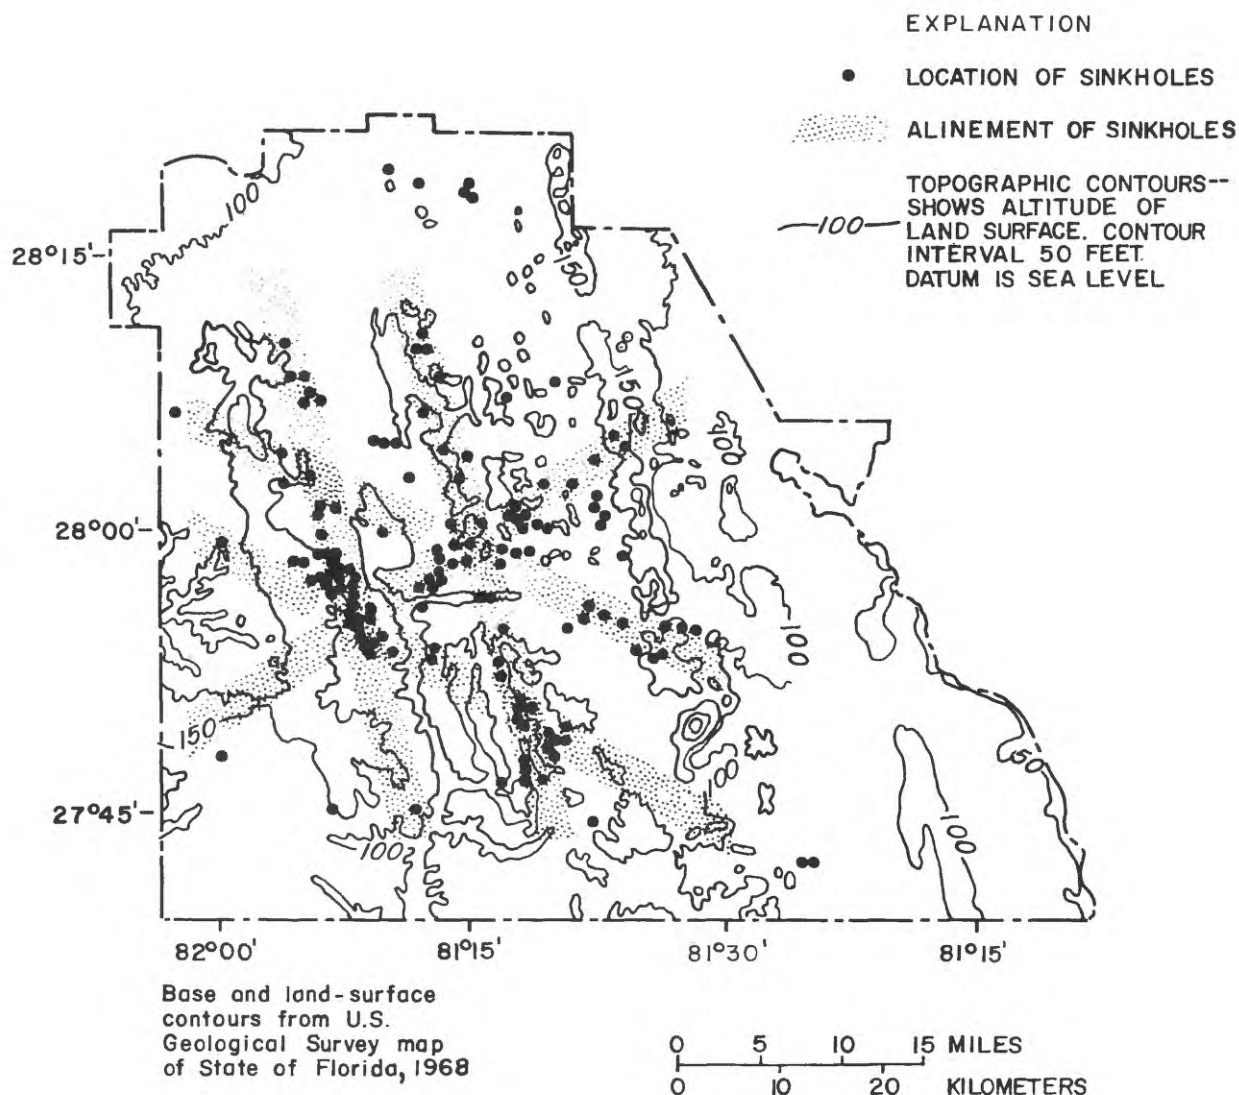 EXPLANATION
LOCATION OF SINKHOLES
ALINEMENT OF SINKHOLES
TOPOGRAPHIC CONTOURS--
SHOWS ALTITUDE OF
LAND SURFACE. CONTOUR
INTERVAL 50 FEET.
DATUM IS SEA LEVEL
100
100
28°15'
150
150
100
28°00'
100
150
50
100
27°45'
100
100
82°00'
81°15'
81°30'
81°15'
Base and land-surface
contours from U.S.
Geological Survey map
of State of Florida, 1968
0 5 10 15 MILES
0 10 20 KILOMETERS